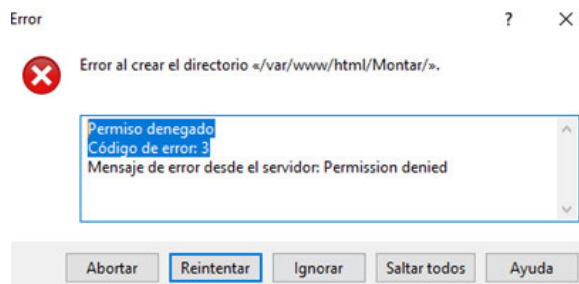 Error
?
Error al crear el directorio «/var/www/html/Montar/».
Permiso denegado
Código de error: 3
Mensaje de error desde el servidor: Permission denied
Abortar Reintentar Ignorar Saltar todos Ayuda